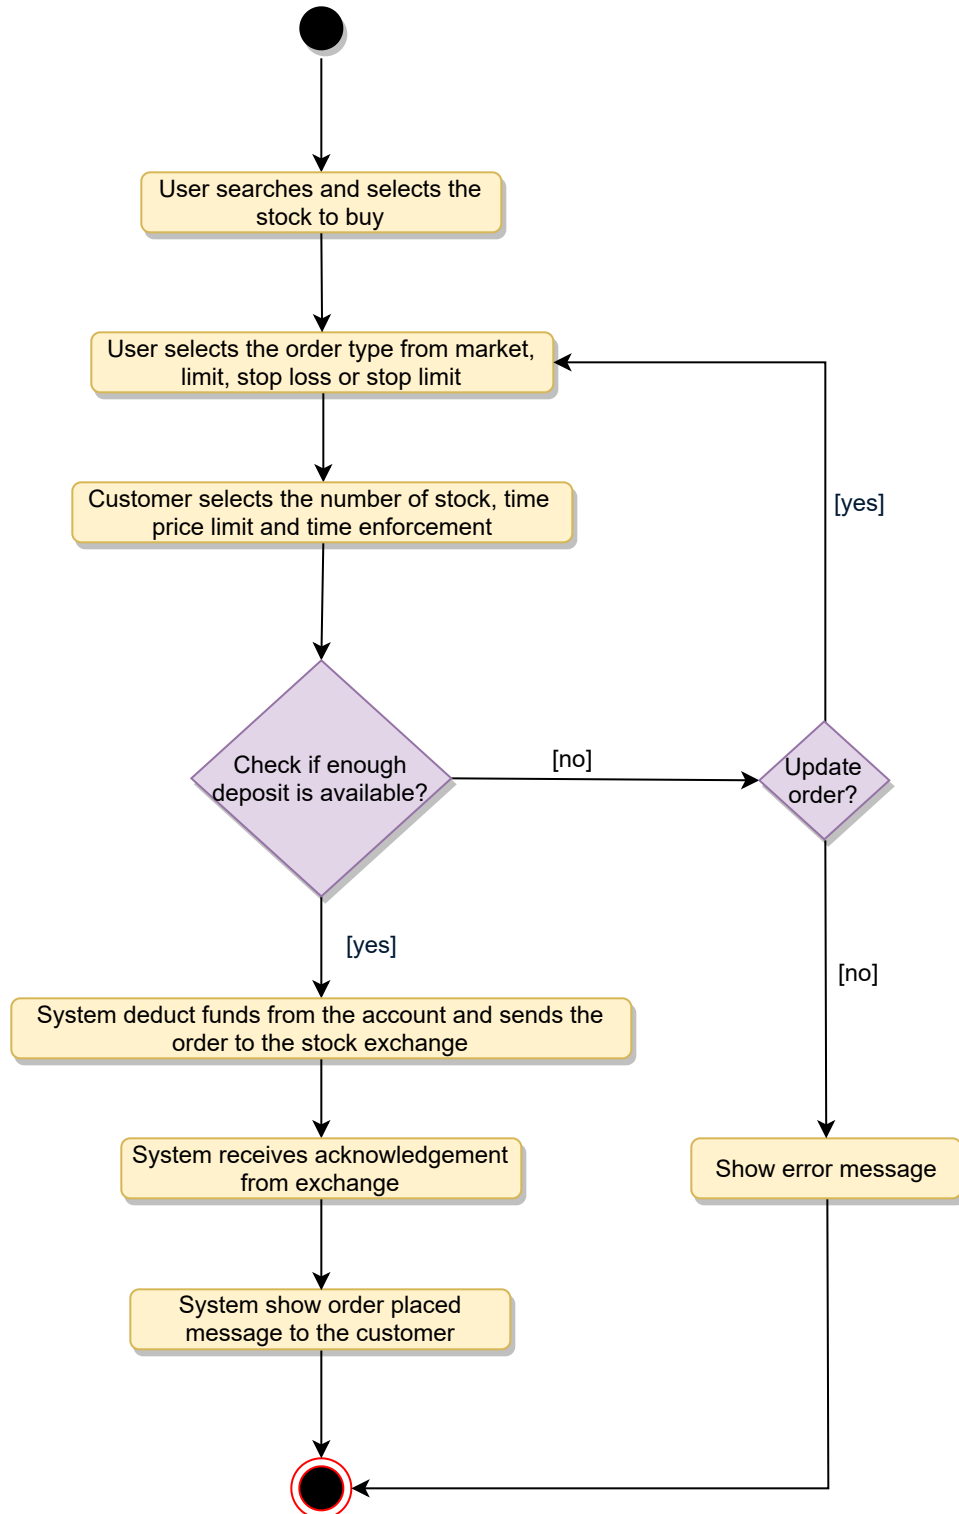 User searches and selects the
stock to buy
User selects the order type from market,
limit, stop loss or stop limit
Customer selects the number of stock, time
price limit and time enforcement
[yes]
Check if enough
deposit is available?
[no]
Update
order?
[yes]
[no]
System deduct funds from the account and sends the
order to the stock exchange
System receives acknowledgement
from exchange
Show error message
System show order placed
message to the customer